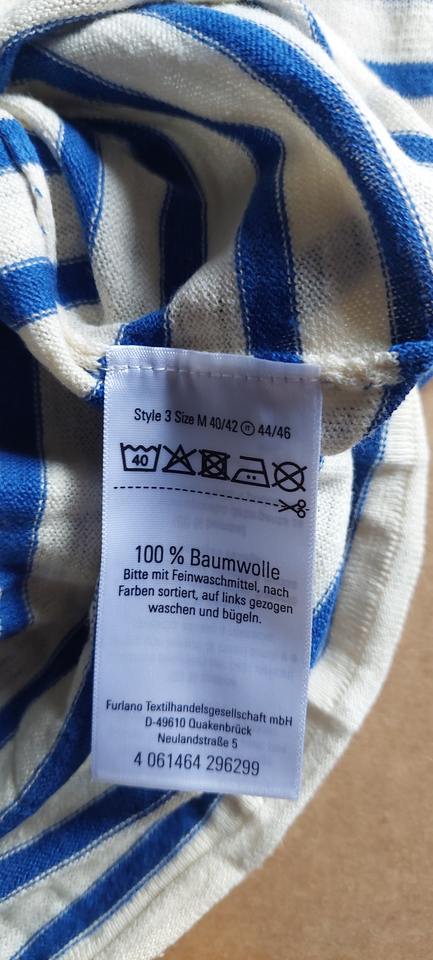 Style 3 Size M 40/42 (IT) 44/46
40
100 % Baumwolle
Bitte mit Feinwaschmittel, nach
Farben sortiert, auf links gezogen
waschen und bügeln.
Furlano Textilhandelsgesellschaft mbH
D-49610 Quakenbrück
Neulandstraße 5
4 061464 296299